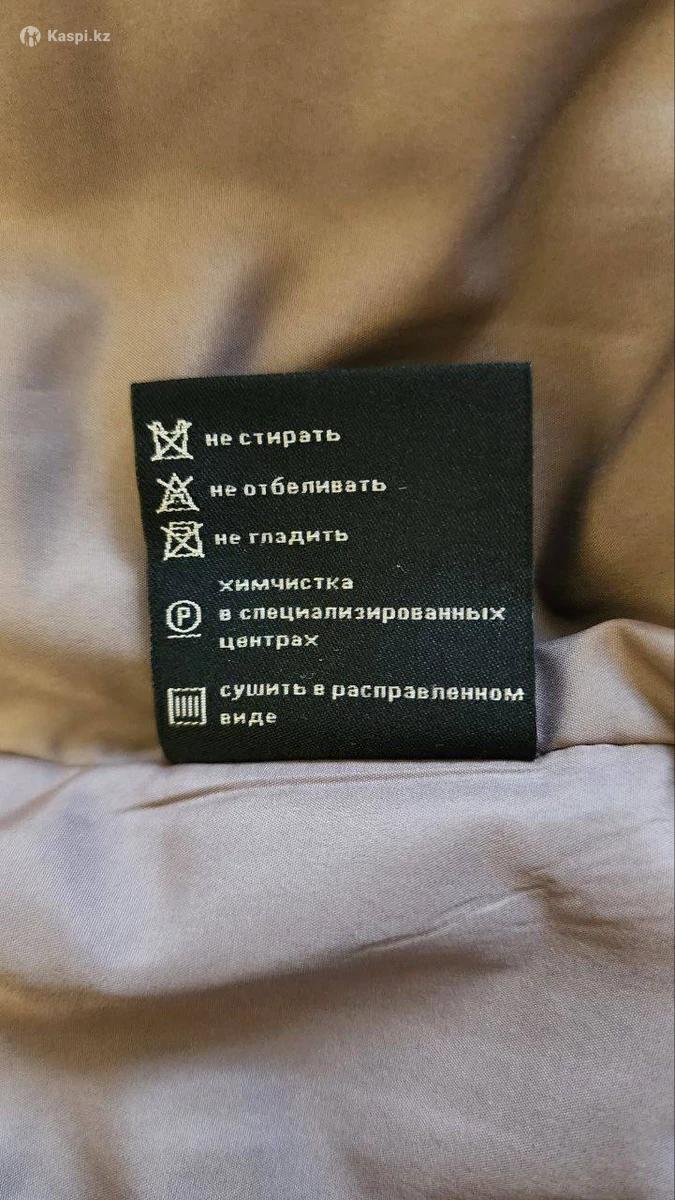 Kaspi.kz
не стирать
не отбеливать
не гладить
химчистка
P в специализированных
центрах
сушить в расправленном
виде